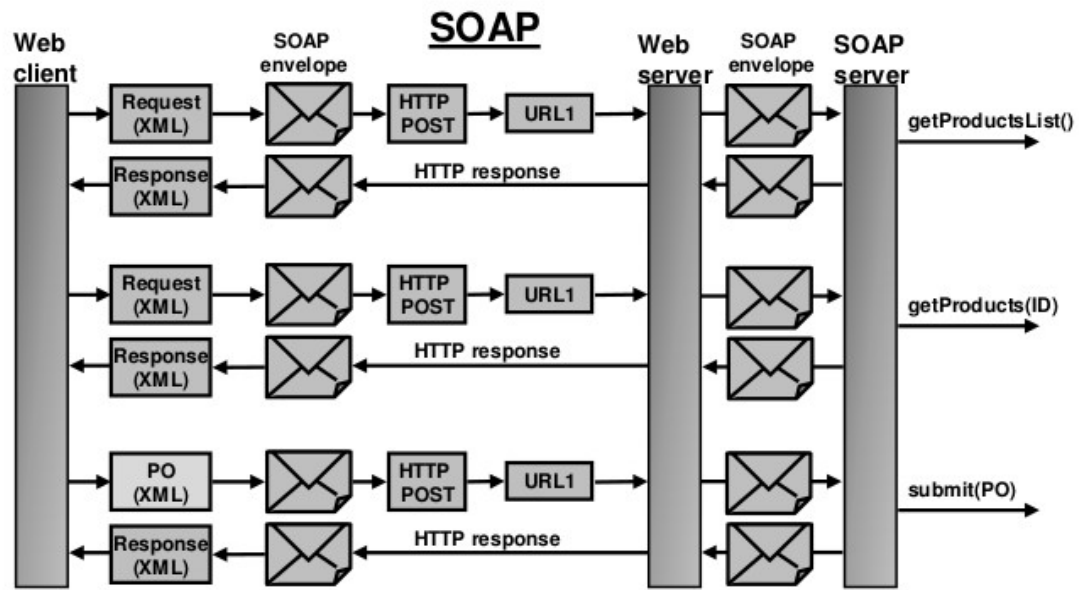 SOAP
Web
client
SOAP
envelope
Web
server
SOAP
envelope
SOAP
server
Request
(XML)
HTTP
POST
URL1
getProductsList()
Response
(XML)
HTTP response
Request
(XML)
HTTP
POST
URL1
getProducts(ID)
Response
(XML)
HTTP response
PO
(XML)
HTTP
POST
URL1
submit(PO)
Response
(XML)
HTTP response